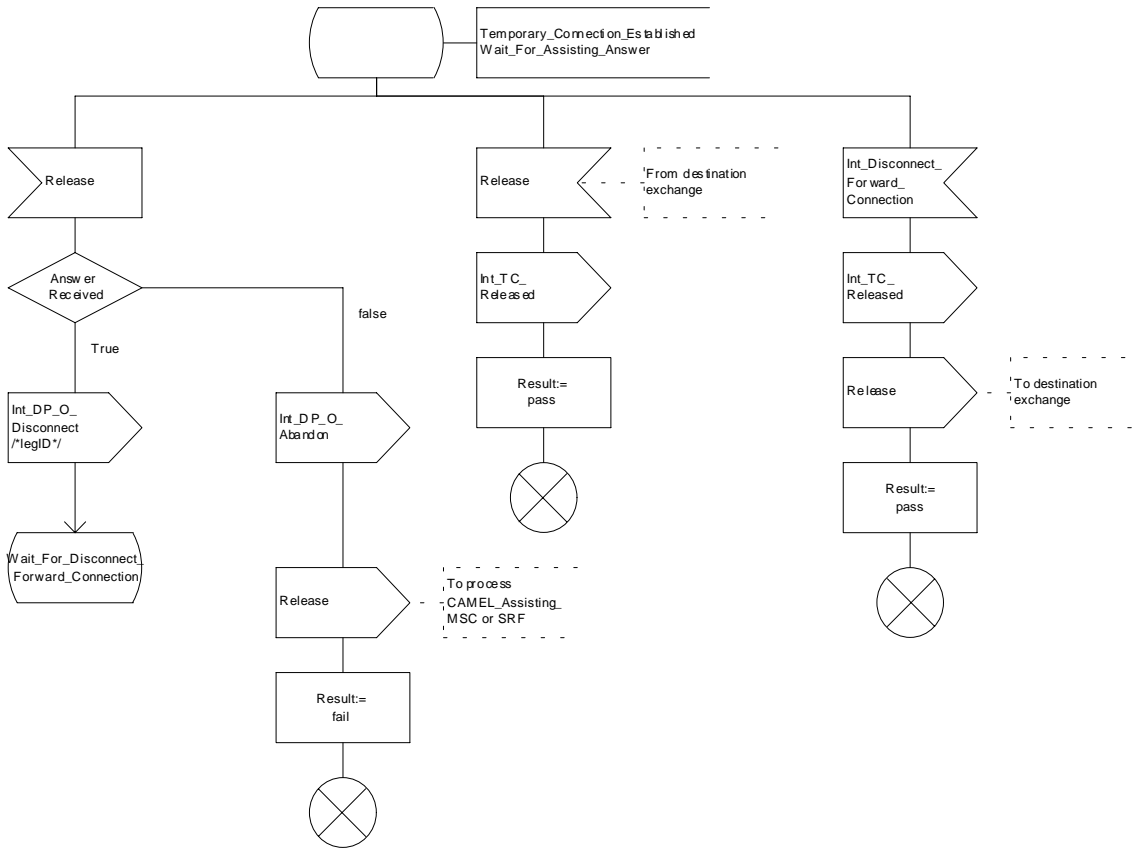 Temporary_Connection_Established
Wait_For_Assisting_Answer
Release
Release
From destination
exchange
Int_Disconnect_
Forward_
Connection
Answer
Received
false
True
Int_TC_
Released
Int_TC_
Released
Result:=
pass
Release
To destination
exchange
Int_DP_O_
Disconnect
/*legID*/
Int_DP_O_
Abandon
Result:=
pass
Wait_For_Disconnect_
Forward_Connection
Release
To process
CAMEL_Assisting_
MSC or SRF
Result:=
fail